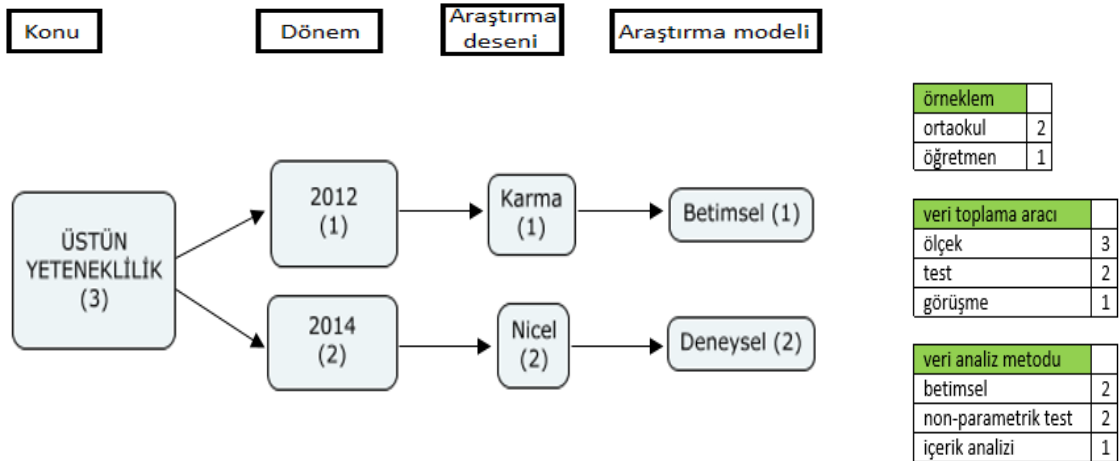 Konu
Dönem
Araştırma
deseni
Araştırma modeli
ÜSTÜN
YETENEKLİLİK
(3)
2012
(1)
Karma
(1)
Betimsel (1)
2014
(2)
Nicel
(2)
Deneysel (2)
örneklem
ortaokul 2
öğretmen 1
veri toplama aracı
ölçek 3
test 2
görüşme 1
veri analiz metodu
betimsel 2
non-parametrik test 2
içerik analizi 1